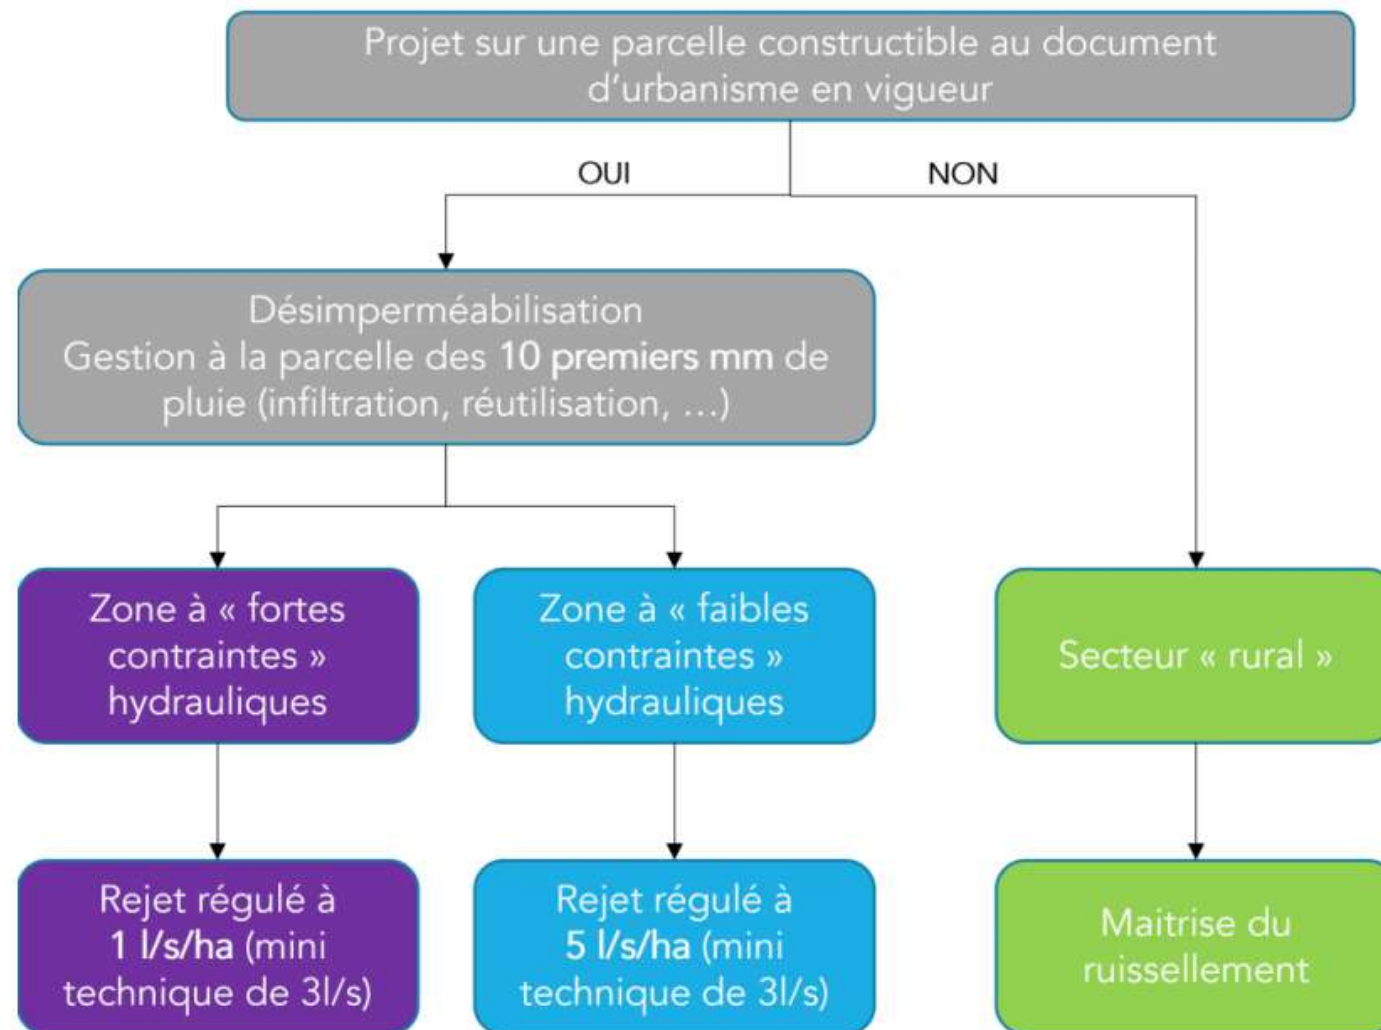 Projet sur une parcelle constructible au document
d'urbanisme en vigueur
OUI
NON
Désimperméabilisation
Gestion à la parcelle des 10 premiers mm de
pluie (infiltration, réutilisation, …)
Zone à « fortes
contraintes »
hydrauliques
Zone à « faibles
contraintes »
hydrauliques
Secteur « rural »
Rejet régulé à
1 l/s/ha (mini
technique de 3l/s)
Rejet régulé à
5 l/s/ha (mini
technique de 3l/s)
Maitrise du
ruissellement